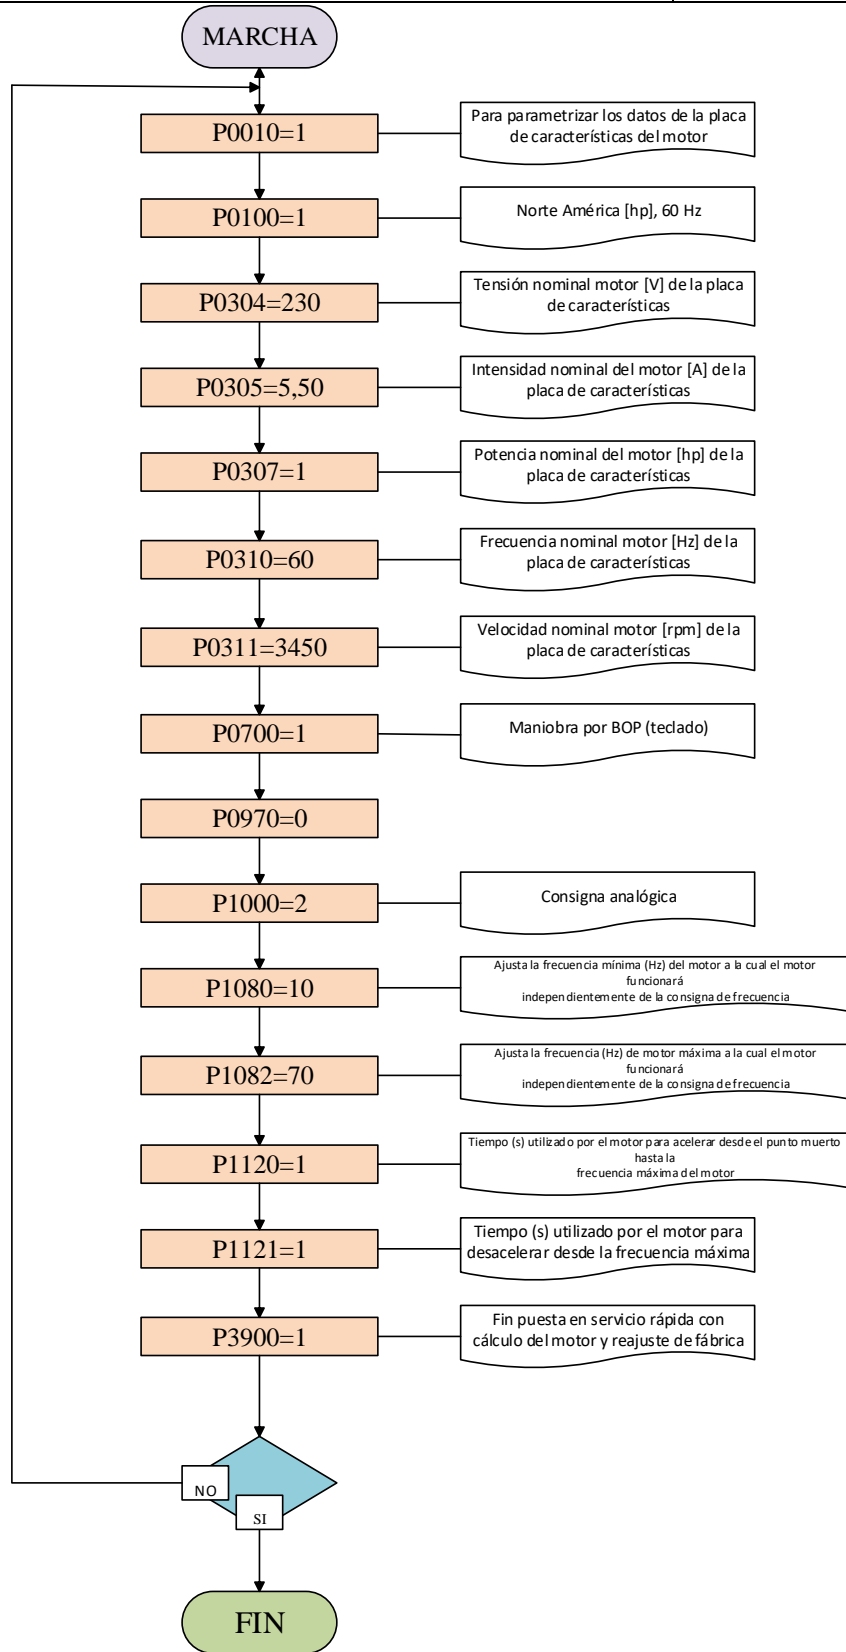 MARCHA
P0010=1
Para parametrizar los datos de la placa
de características del motor
P0100=1
Norte América [hp], 60 Hz
P0304=230
Tensión nominal motor [V] de la placa
de características
P0305=5,50
Intensidad nominal del motor [A] de la
placa de características
P0307=1
Potencia nominal del motor [hp] de la
placa de características
P0310=60
Frecuencia nominal motor [Hz] de la
placa de características
P0311=3450
Velocidad nominal motor [rpm] de la
placa de características
P0700=1
Maniobra por BOP (teclado)
P0970=0
P1000=2
Consigna analógica
P1080=10
Ajusta la frecuencia mínima (Hz) del motor a la cual el motor
funcionará
independientemente de la consigna de frecuencia
P1082=70
Ajusta la frecuencia (Hz) de motor máxima a la cual el motor
funcionará
independientemente de la consigna de frecuencia
P1120=1
Tiempo (s) utilizado por el motor para acelerar desde el punto muerto
hasta la
frecuencia máxima del motor
P1121=1
Tiempo (s) utilizado por el motor para
desacelerar desde la frecuencia máxima
P3900=1
Fin puesta en servicio rápida con
cálculo del motor y reajuste de fábrica
NO
SI
FIN